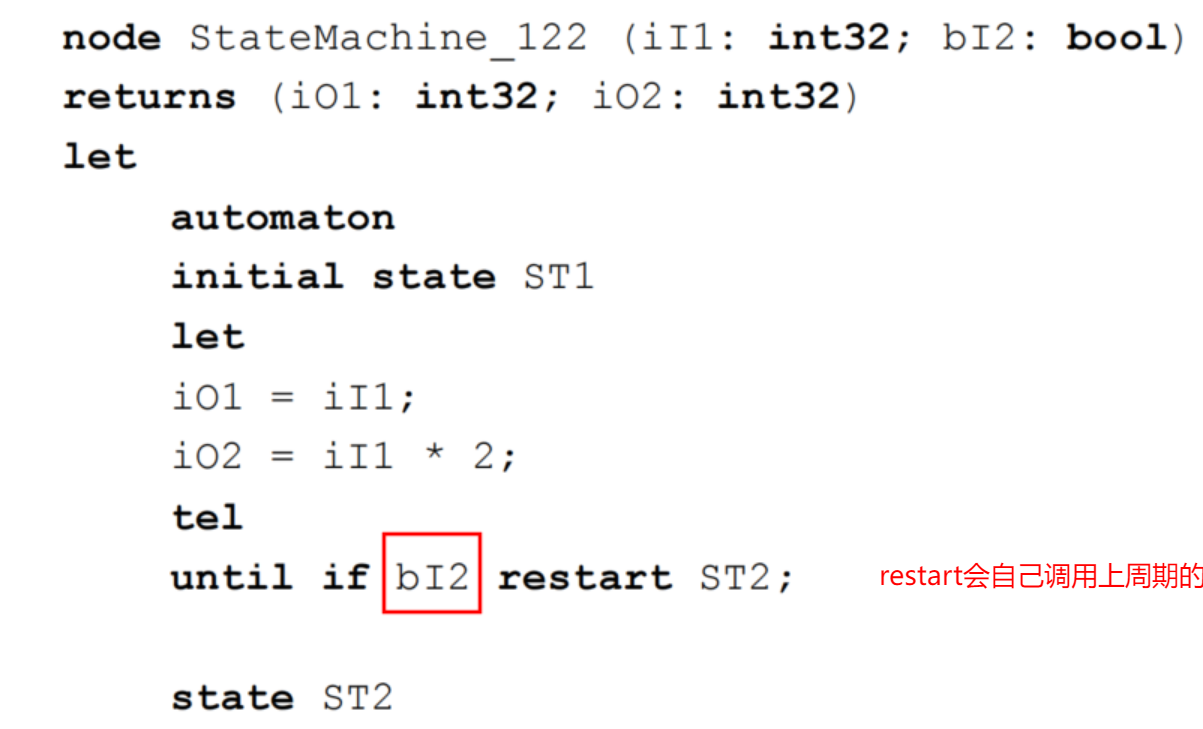 node StateMachine_122 (iI1: int32; bI2: bool)
returns (iO1: int32; iO2: int32)
let
automaton
initial state ST1
let
iO1 = iI1;
iO2 = iI1 * 2;
tel
until if bI2 restart ST2; restart会自己调用上周期的
state ST2